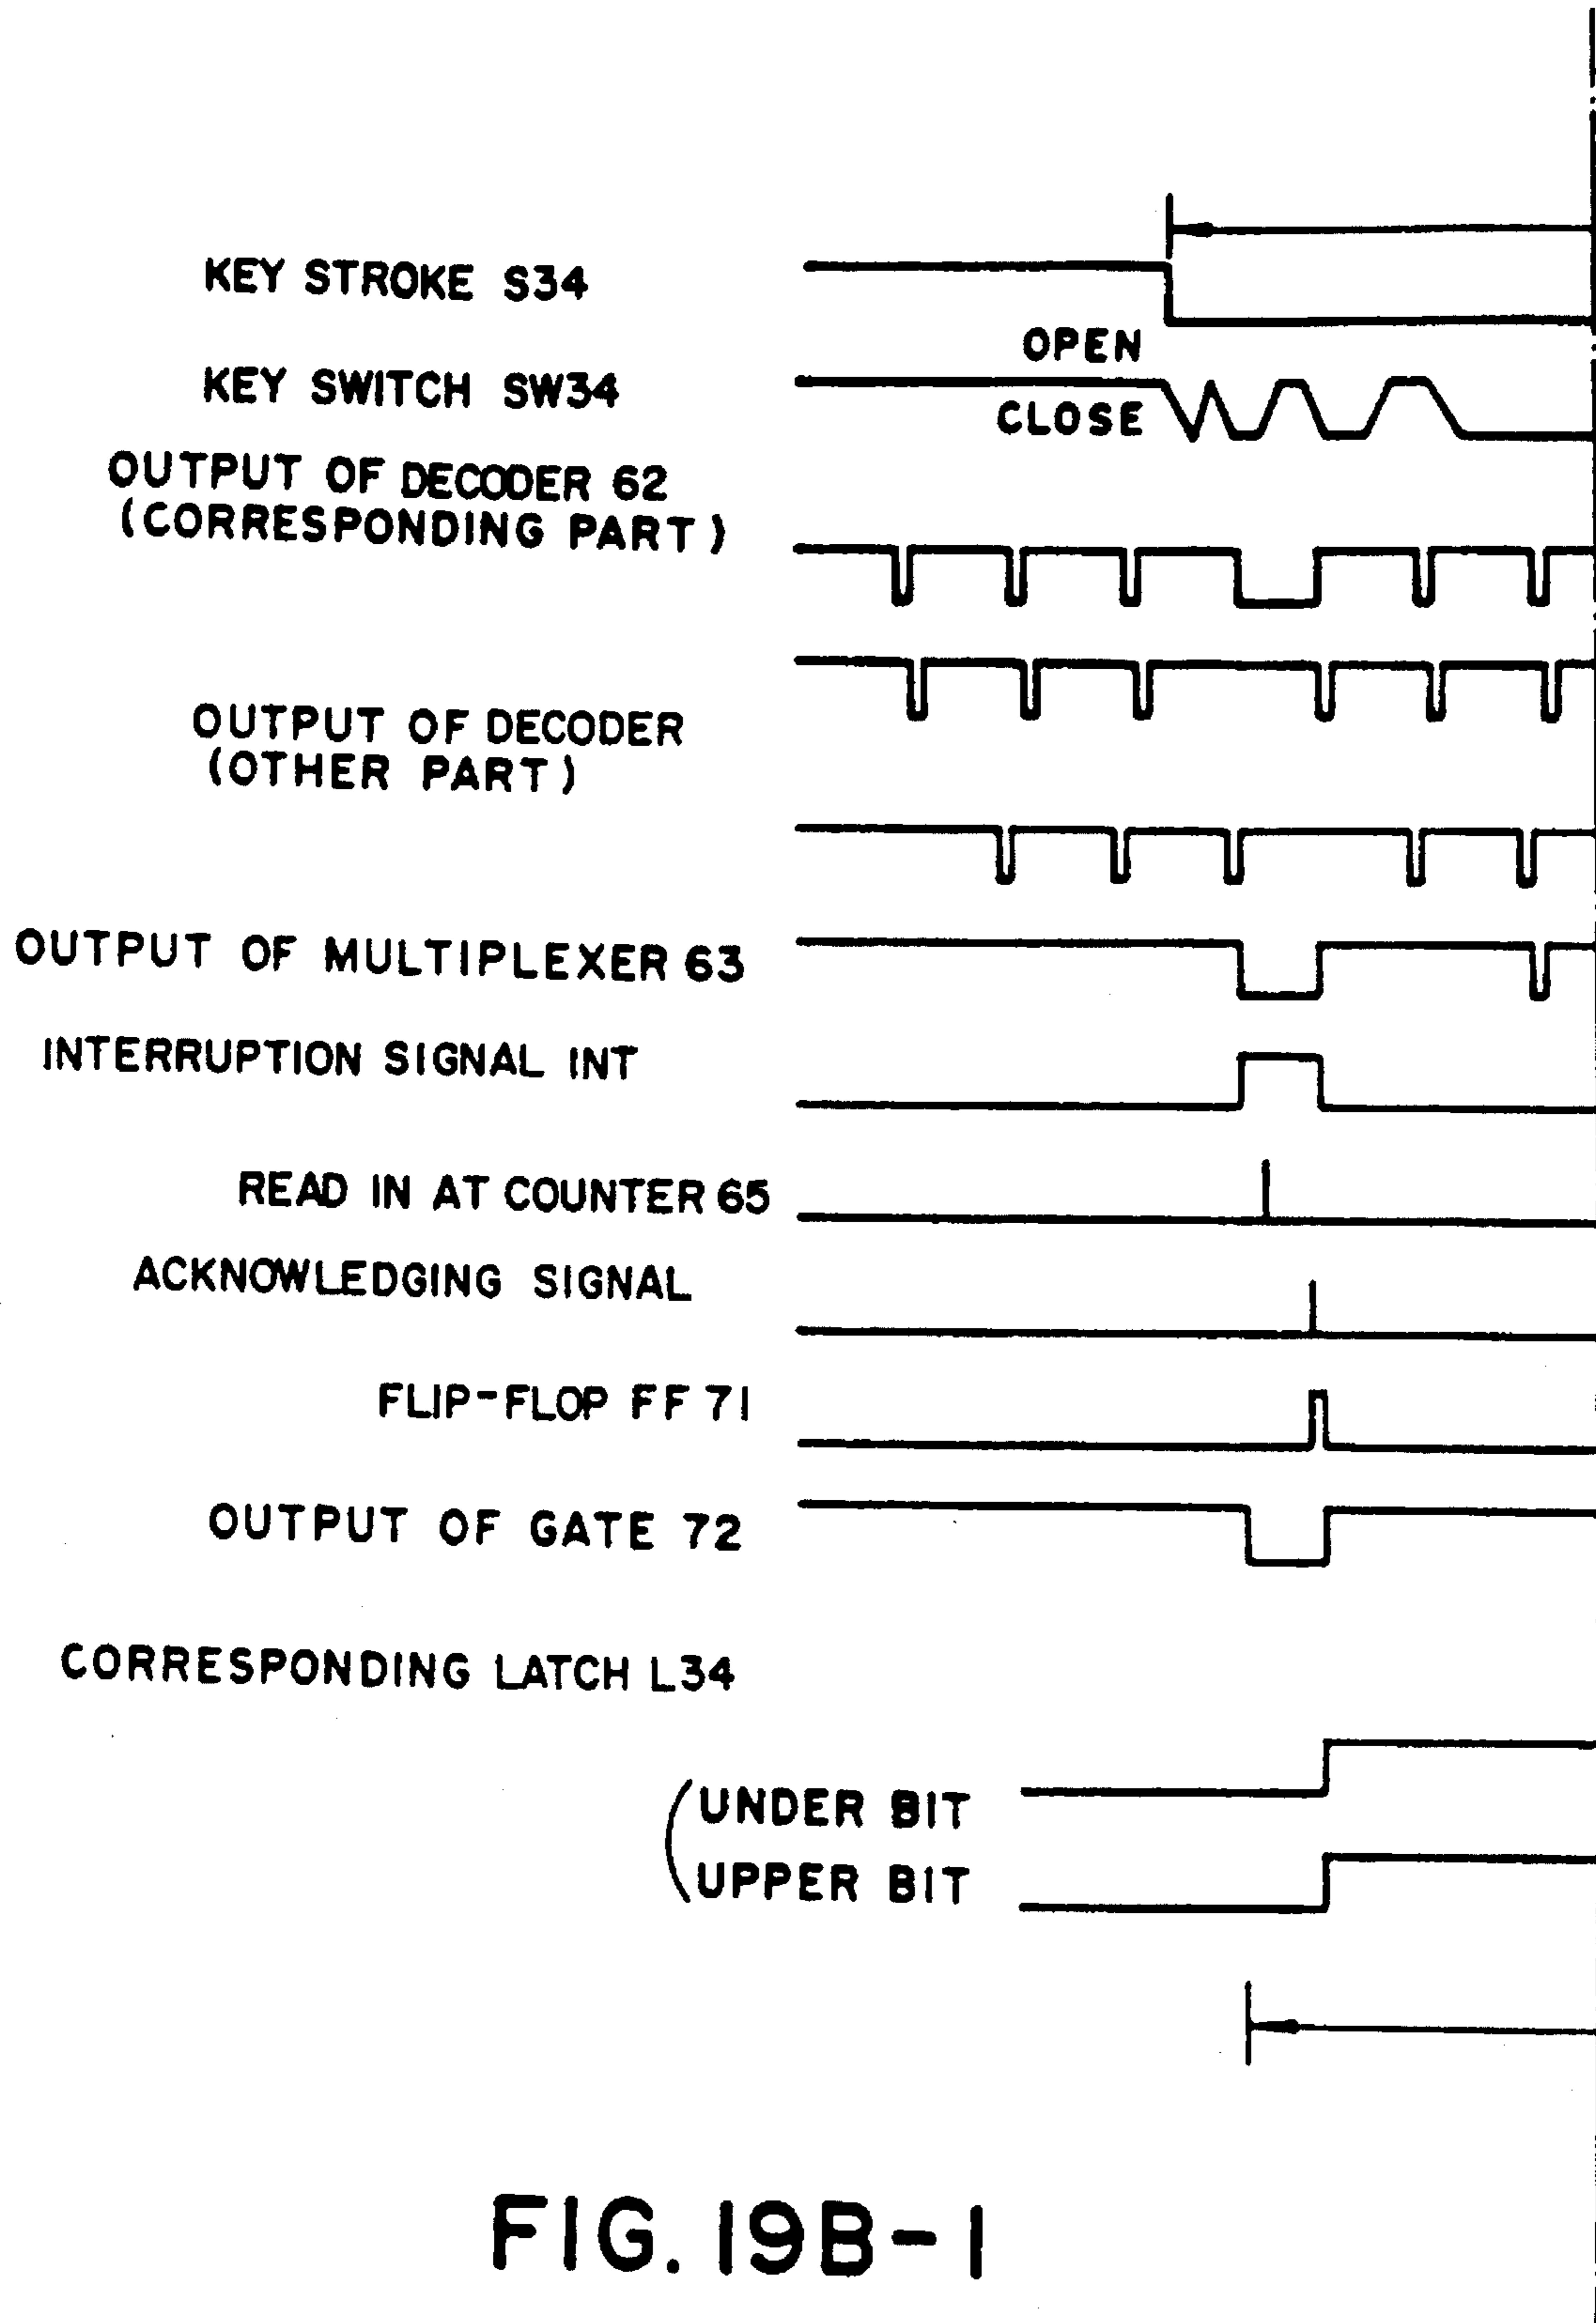 KEY STROKE S34
OPEN
KEY SWITCH SW34
CLOSE
OUTPUT OF DECODER 62
(CORRESPONDING PART)
OUTPUT OF DECODER
(OTHER PART)
OUTPUT OF MULTIPLEXER 63
INTERRUPTION SIGNAL INT
READ IN AT COUNTER 65
ACKNOWLEDGING SIGNAL
FLIP-FLOP FF 71
OUTPUT OF GATE 72
CORRESPONDING LATCH L34
(UNDER BIT
UPPER BIT
FIG. 19B-1